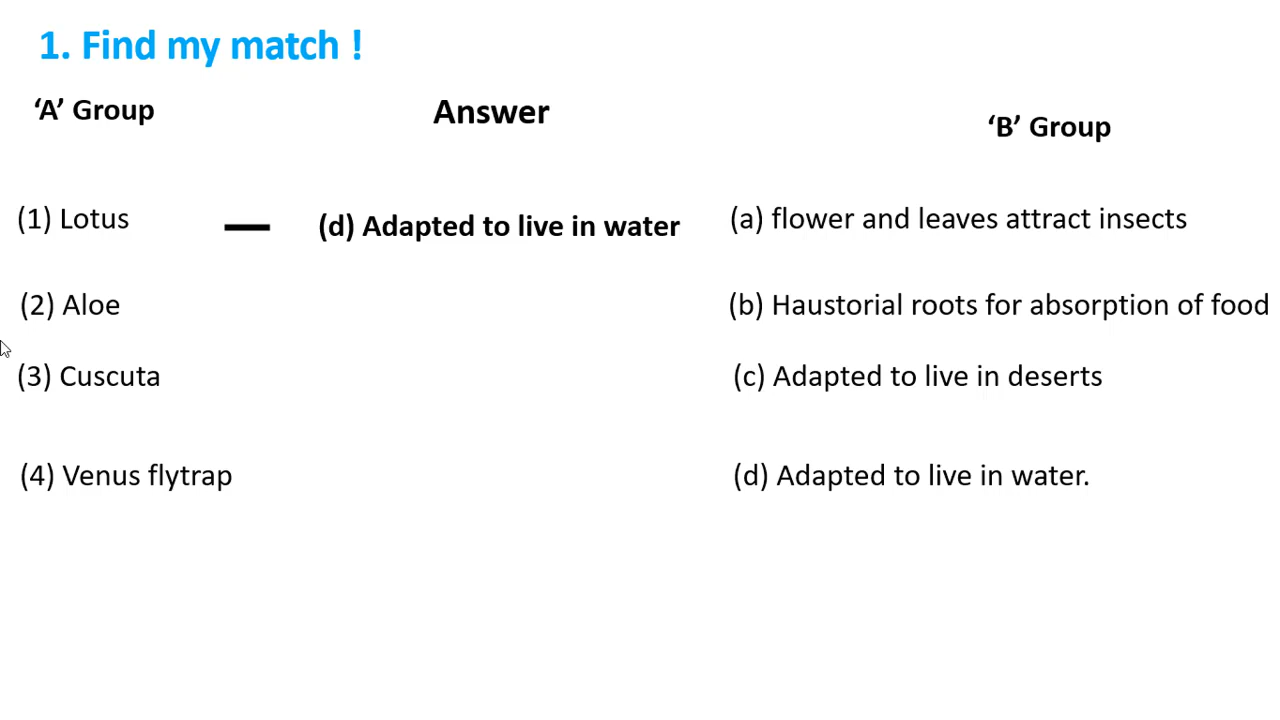 1. Find my match !
‘A’ Group
Answer
‘B’ Group
(1) Lotus
(d) Adapted to live in water
(a) flower and leaves attract insects
(2) Aloe
(b) Haustorial roots for absorption of food
(3) Cuscuta
(c) Adapted to live in deserts
(4) Venus flytrap
(d) Adapted to live in water.